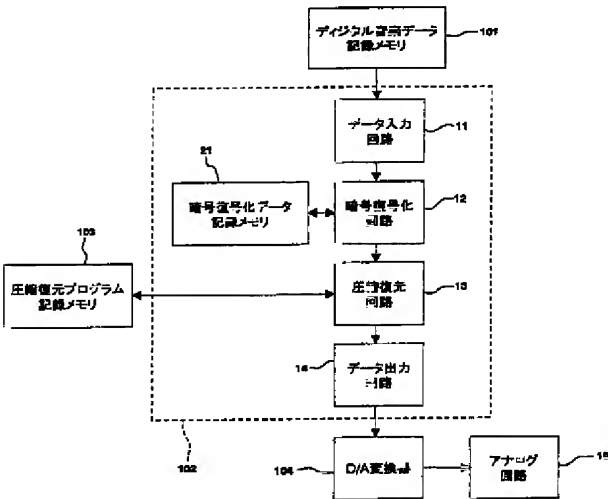 ディジタル音楽データ
記録メモリ
101
データ入力
回路
11
21
暗号復号化データ
記録メモリ
暗号復号化
回路
12
103
圧縮復元プログラム
記録メモリ
圧縮復元
回路
13
データ出力
回路
14
102
D/A変換器
104
アナログ
回路